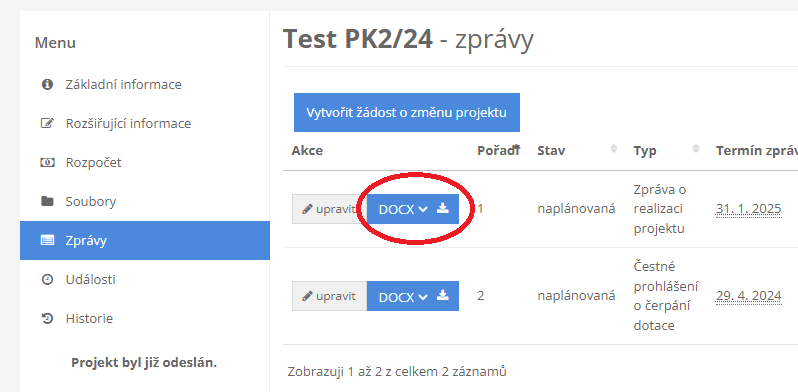 Menu
Základní informace
Rozšiřující informace
Rozpočet
Soubory
Zprávy
Události
Historie
Projekt byl již odeslán.
Test PK2/24 - zprávy
Vytvořit žádost o změnu projektu
Akce Pořadí Stav Typ Termín zpráv
upravit DOCX 1 naplánovaná Zpráva o
realizaci
projektu 31. 1. 2025
upravit DOCX 2 naplánovaná Čestné
prohlášení
o čerpání
dotace 29. 4. 2024
Zobrazuji 1 až 2 z celkem 2 záznamů